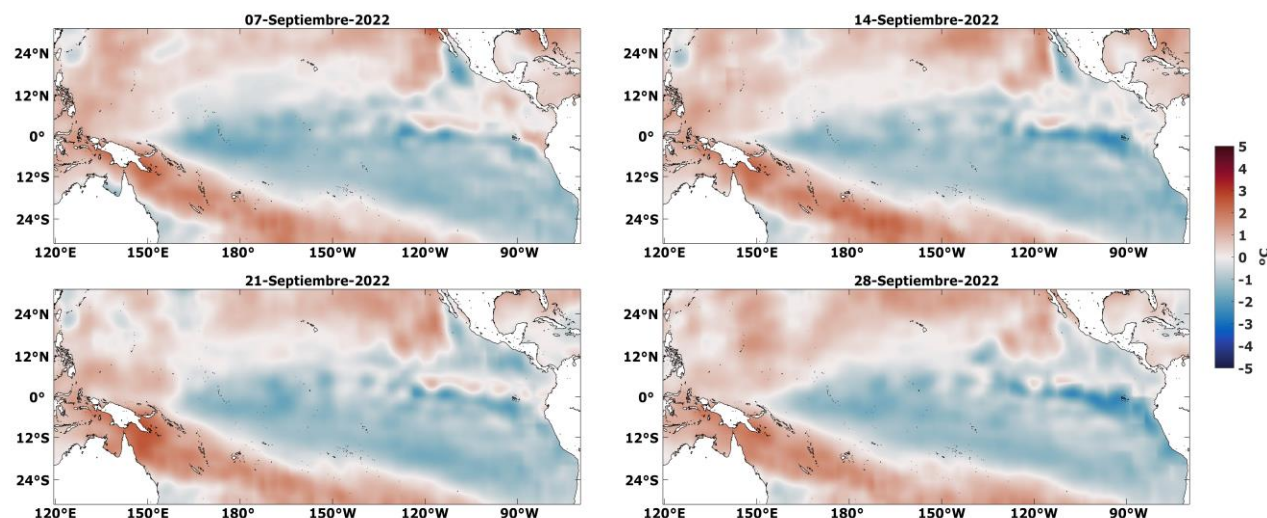 07-Septiembre-2022
14-Septiembre-2022
24°N
12°N
0°
12°S
24°S
120°E 150°E 180° 150°W 120°W 90°W
24°N
12°N
0°
12°S
24°S
120°E 150°E 180° 150°W 120°W 90°W
21-Septiembre-2022
28-Septiembre-2022
24°N
12°N
0°
12°S
24°S
120°E 150°E 180° 150°W 120°W 90°W
24°N
12°N
0°
12°S
24°S
120°E 150°E 180° 150°W 120°W 90°W
5
4
3
2
1
0
-1
-2
-3
-4
-5
°C